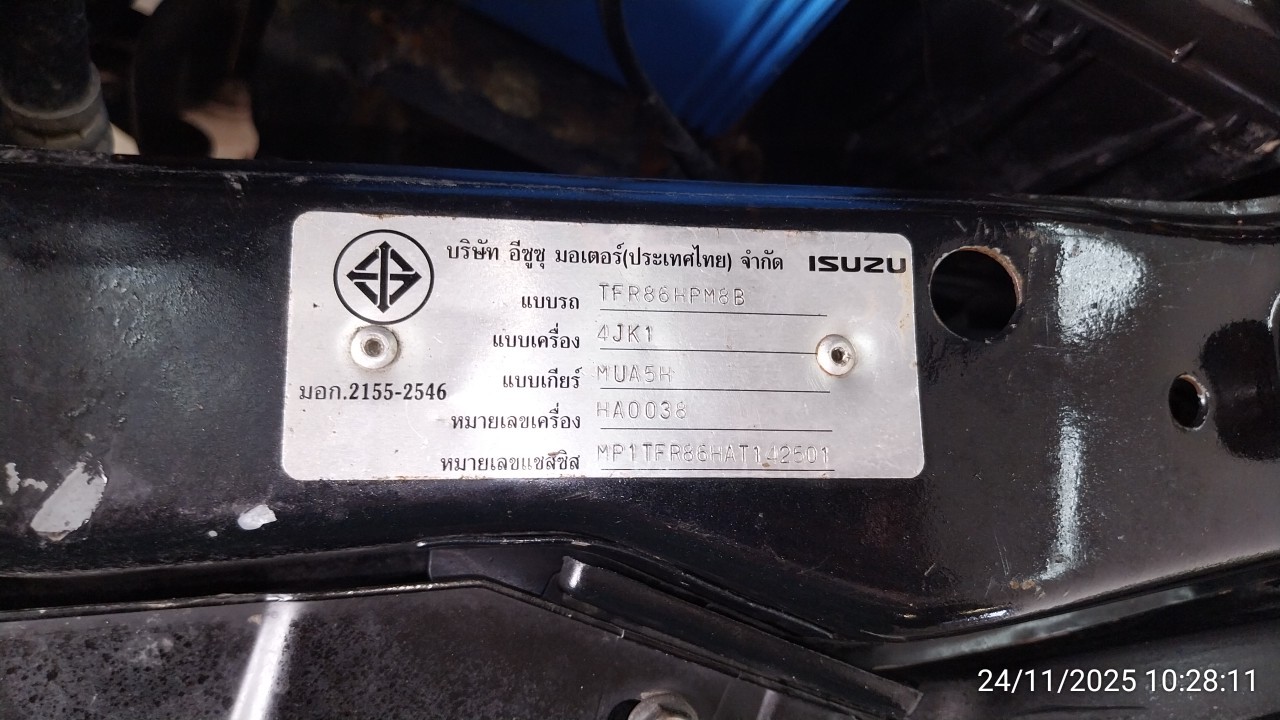 บริษัท อีซูซุ มอเตอร์(ประเทศไทย) จำกัด ISUZU
แบบรถ TFR86HPM8B
แบบเครื่อง 4JK1
แบบเกียร์ MUA5H
มอก.2155-2546
หมายเลขเครื่อง HA0038
หมายเลขแชสซิส MP1TFR86HAT142501
24/11/2025 10:28:11